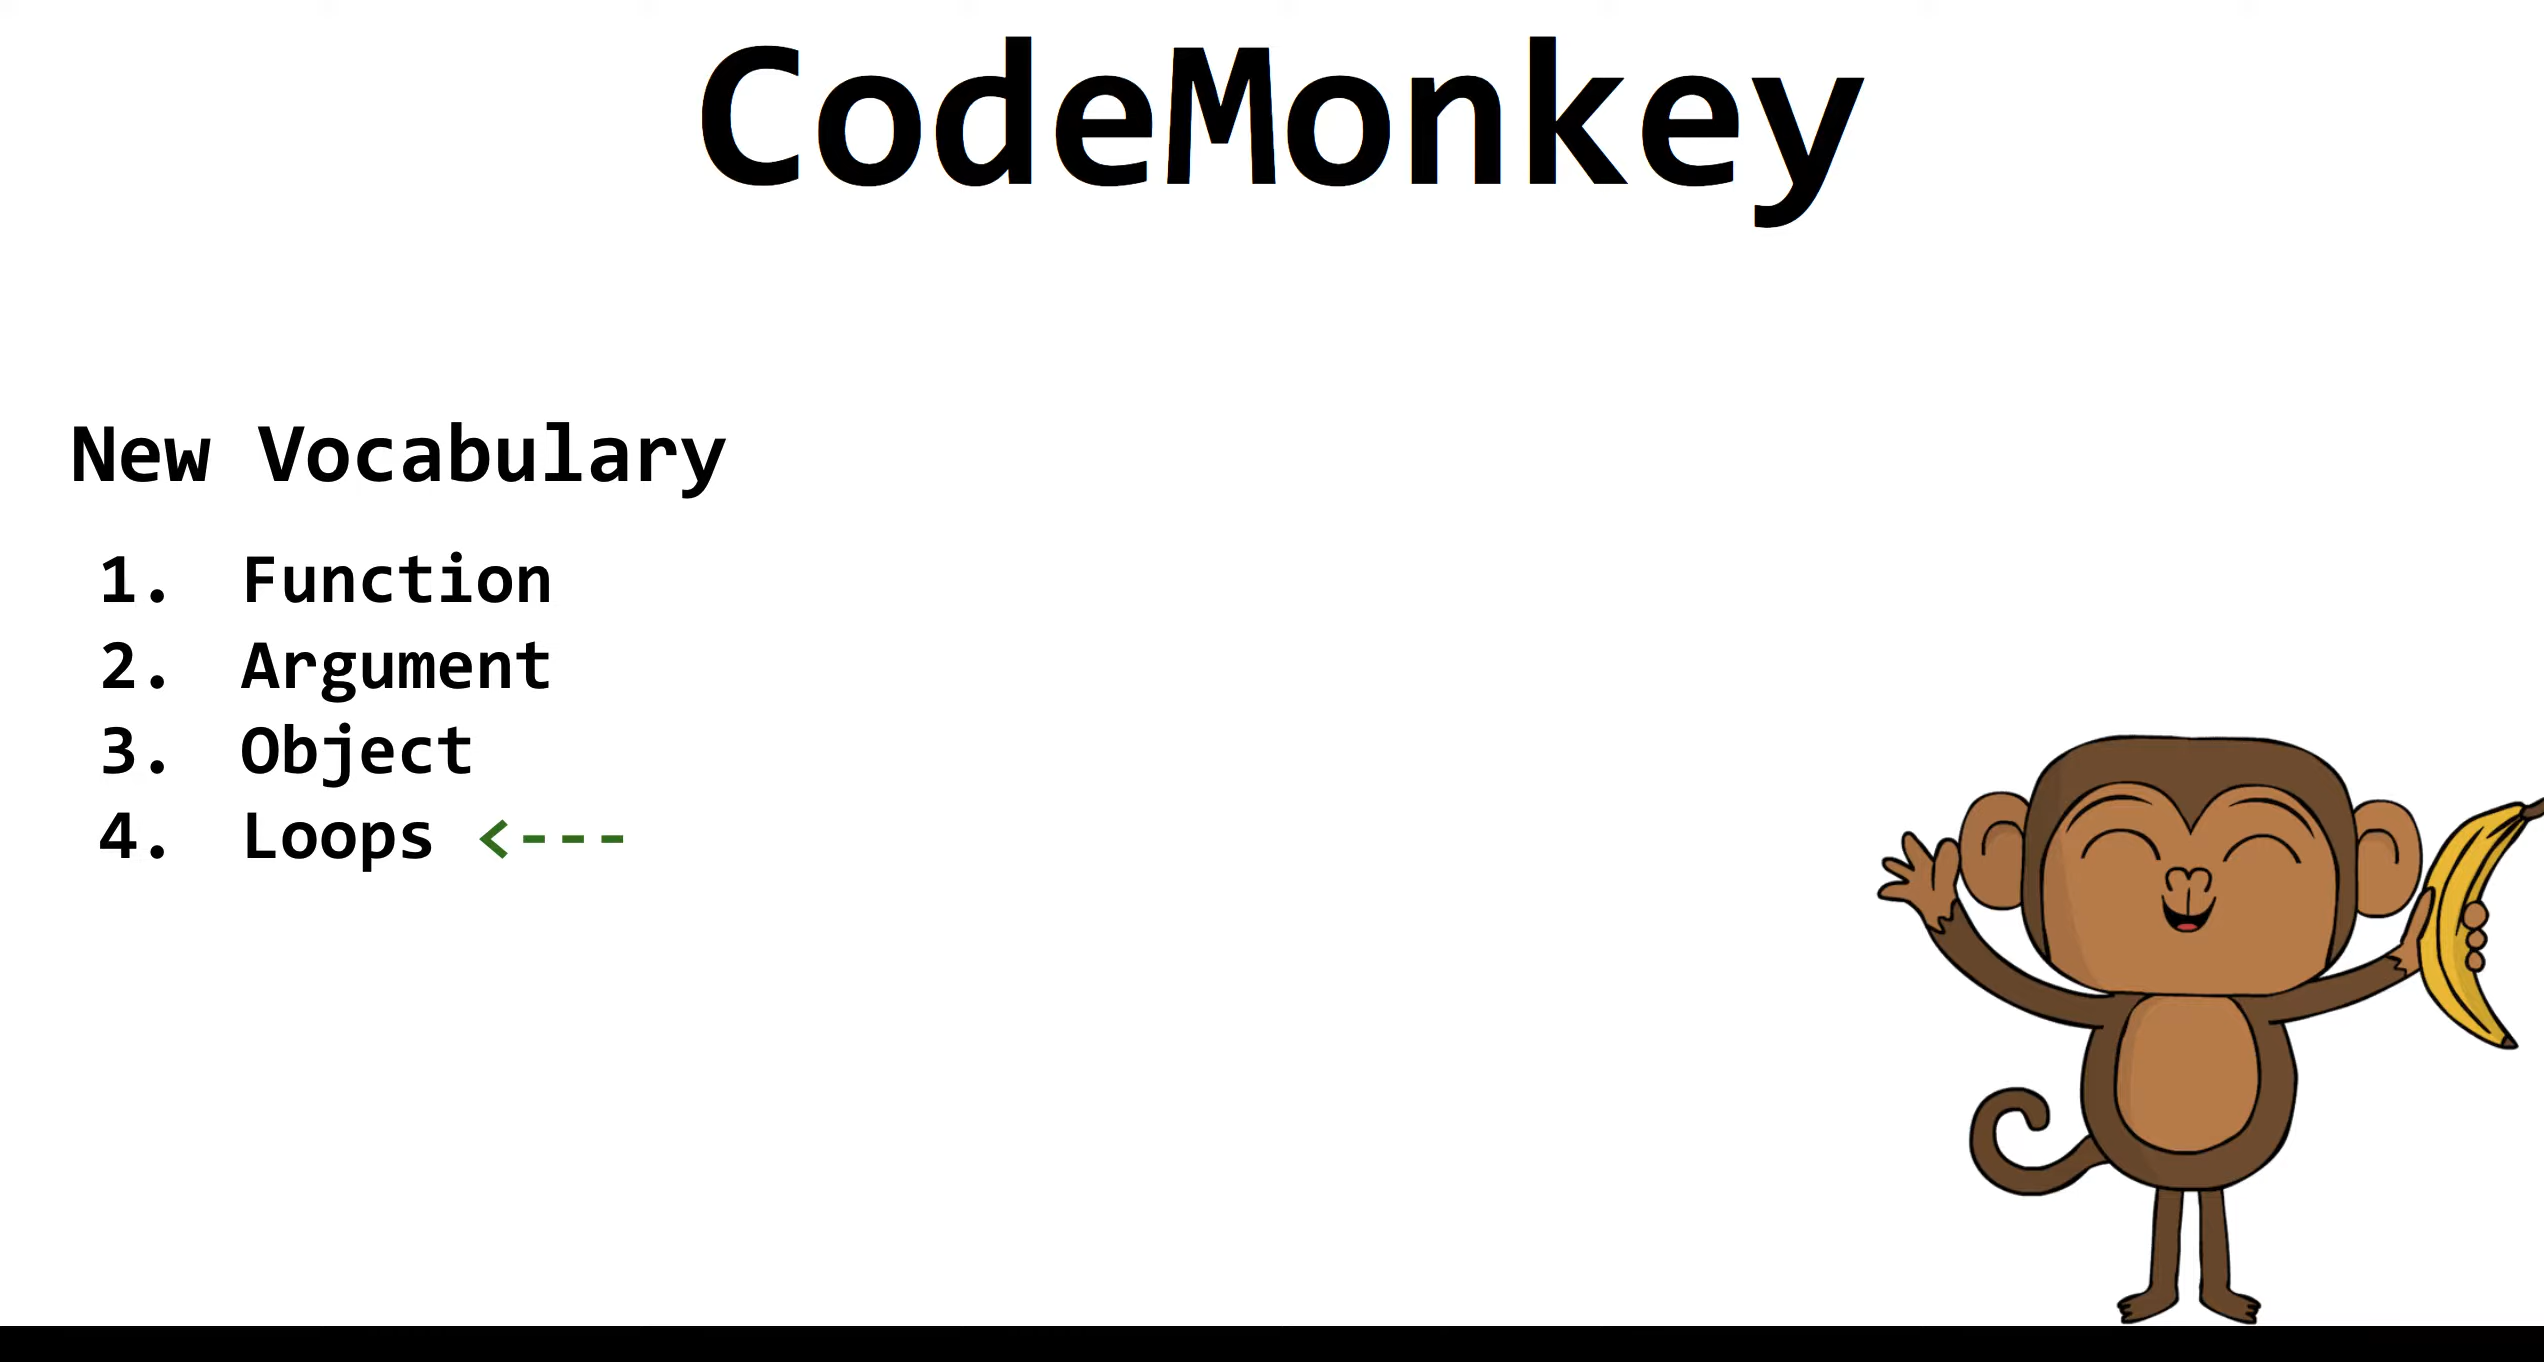 CodeMonkey
New Vocabulary
1. Function
2. Argument
3. Object
4. Loops <---